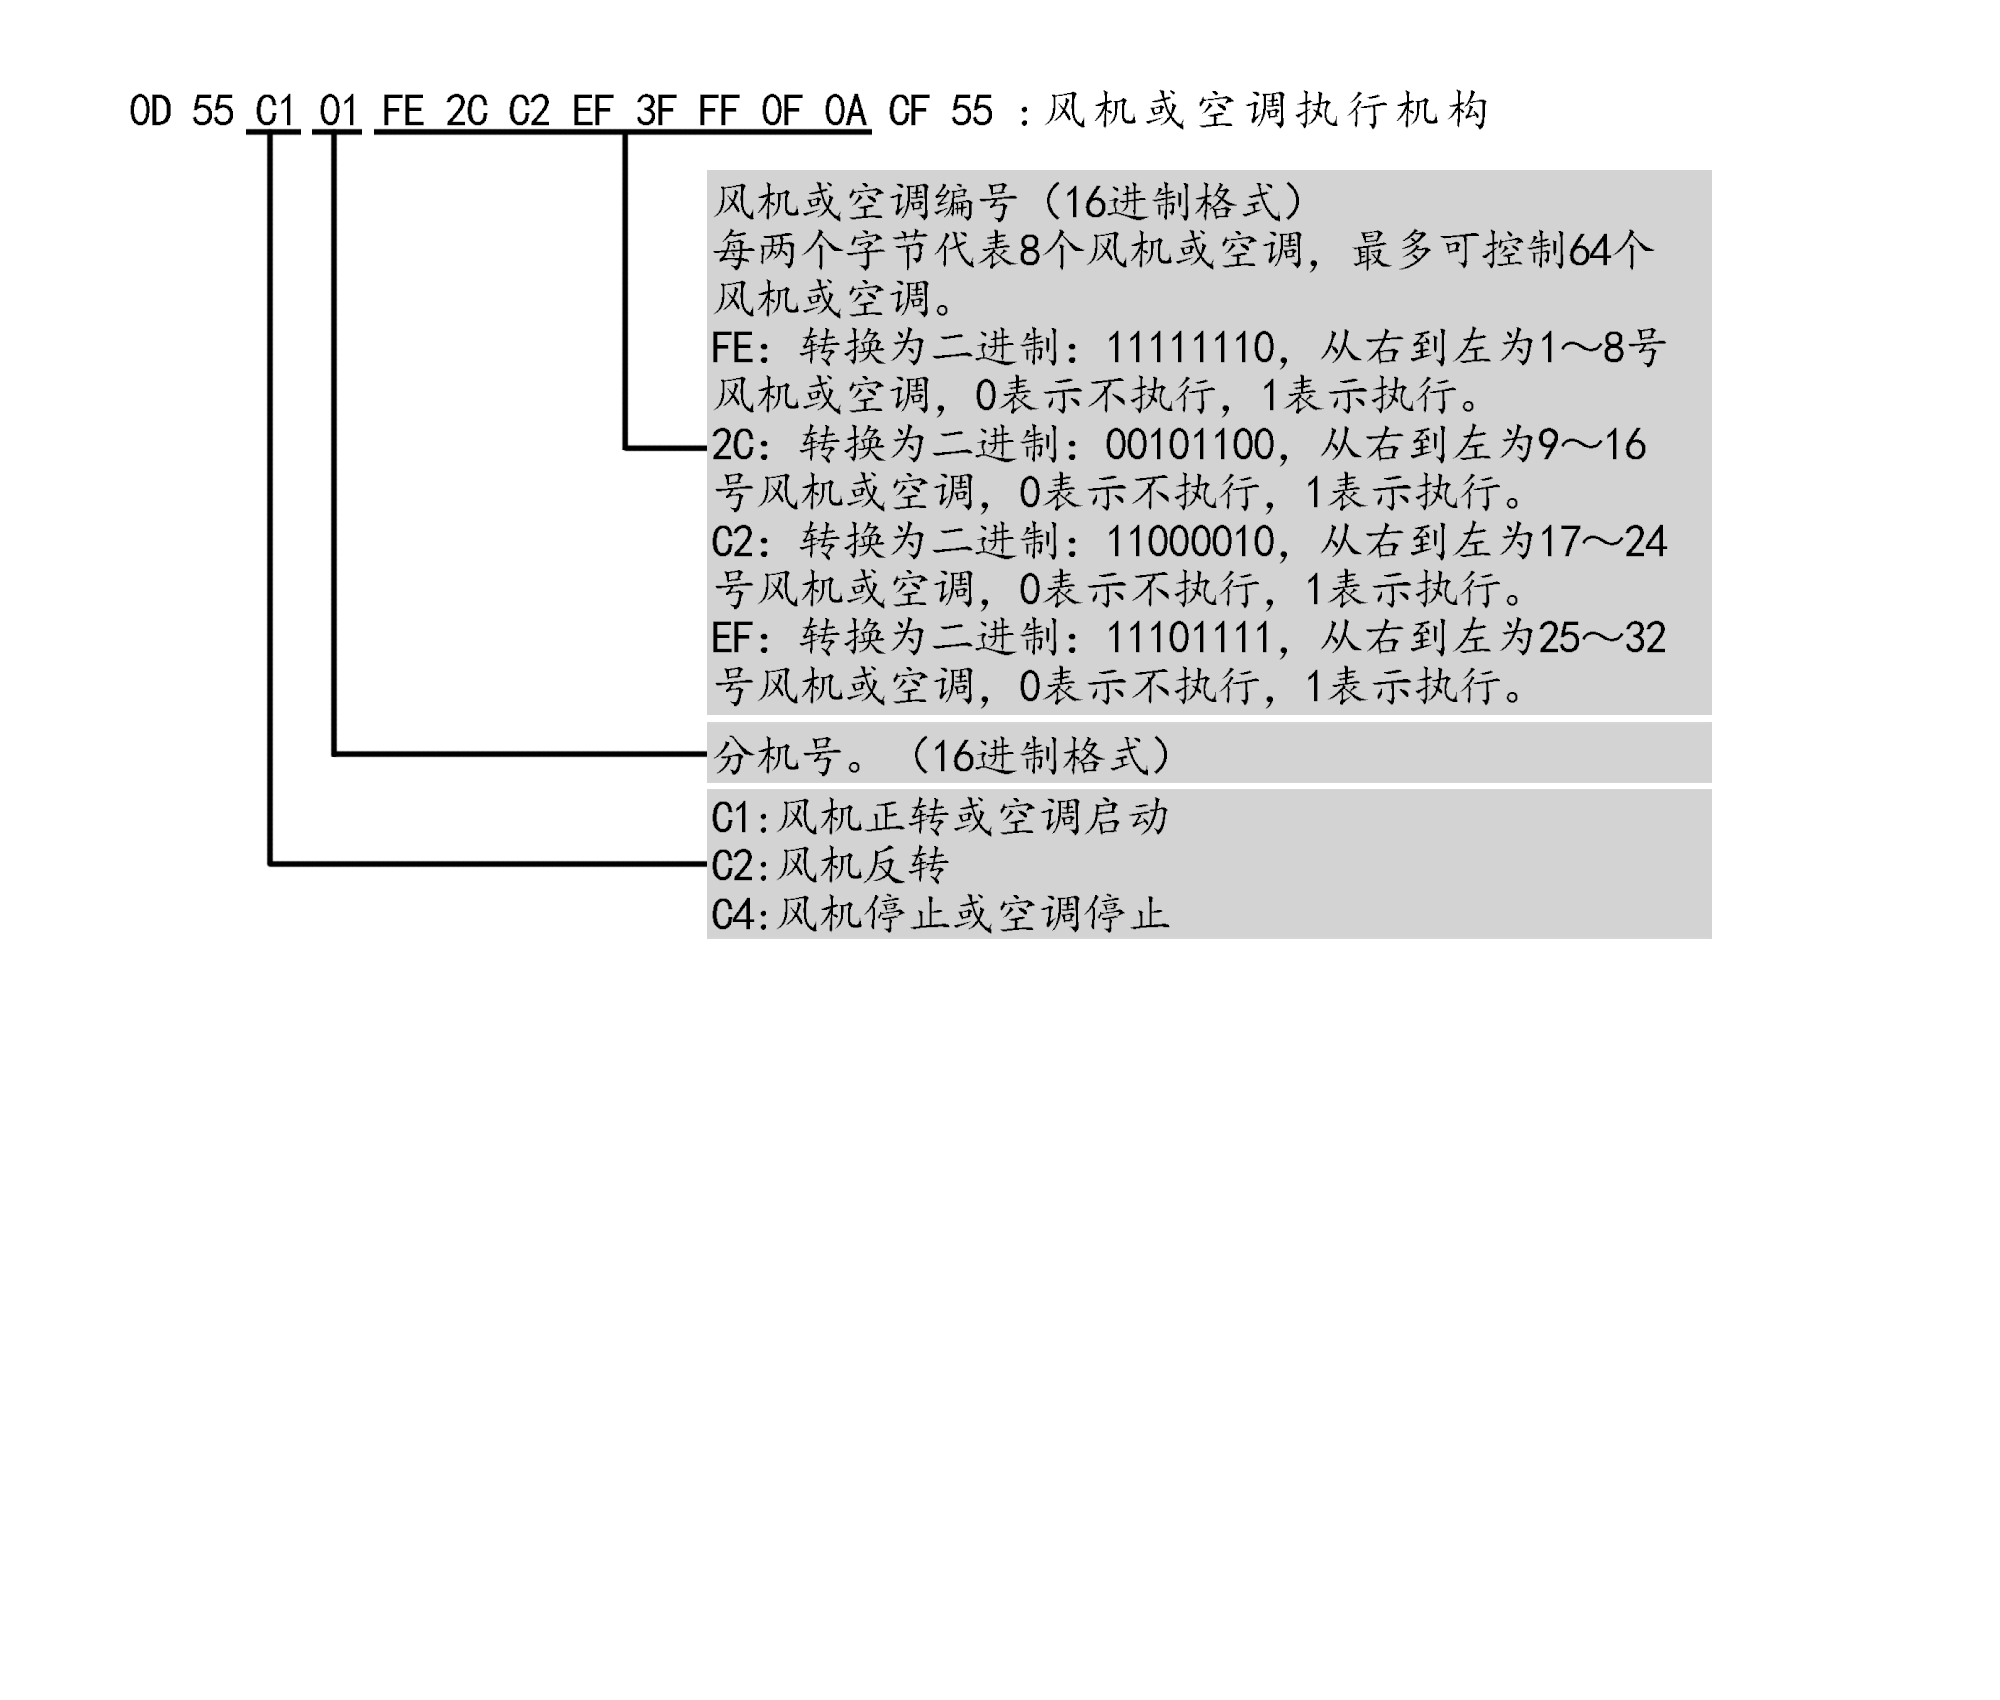 0D 55 C1 01 FE 2C C2 EF 3F FF 0F 0A CF 55 :风机或空调执行机构
风机或空调编号（16进制格式）
每两个字节代表8个风机或空调，最多可控制64个
风机或空调。
FE：转换为二进制：11111110，从右到左为1～8号
风机或空调，0表示不执行，1表示执行。
2C：转换为二进制：00101100，从右到左为9～16
号风机或空调，0表示不执行，1表示执行。
C2：转换为二进制：11000010，从右到左为17～24
号风机或空调，0表示不执行，1表示执行。
EF：转换为二进制：11101111，从右到左为25～32
号风机或空调，0表示不执行，1表示执行。
分机号。（16进制格式）
C1:风机正转或空调启动
C2:风机反转
C4:风机停止或空调停止